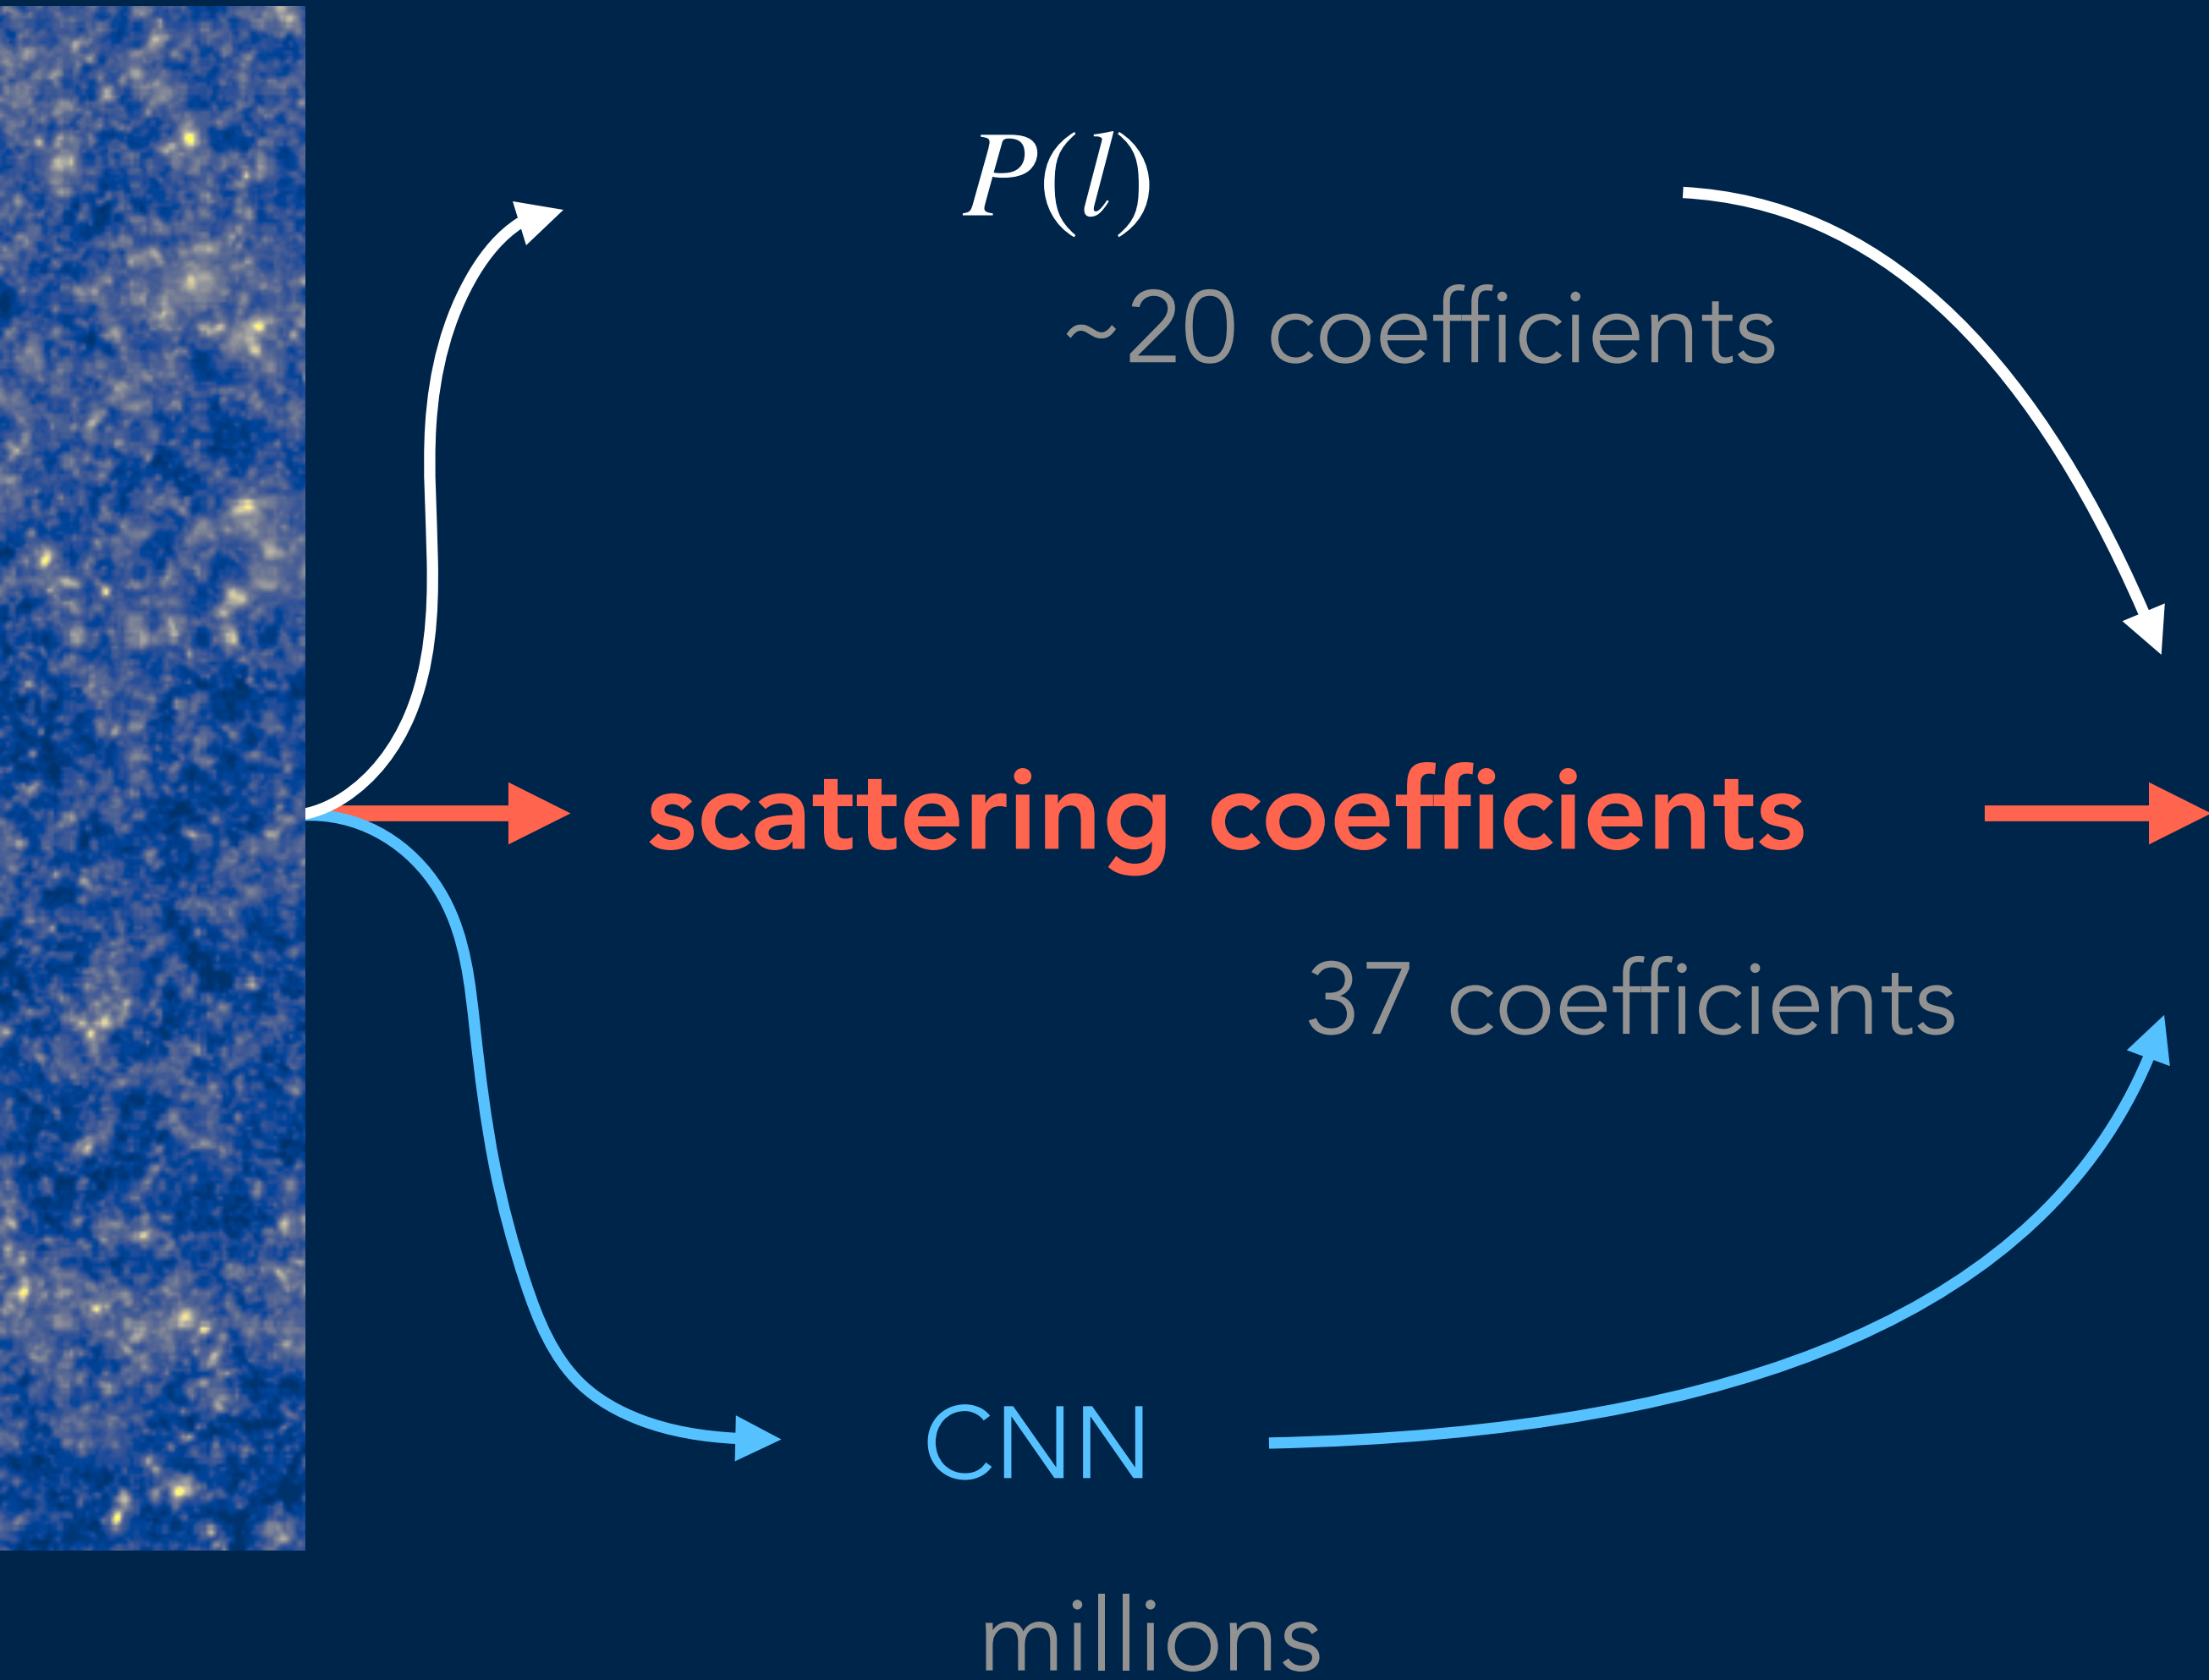 P(l)
~20 coefficients
scattering coefficients
37 coefficients
CNN
millions